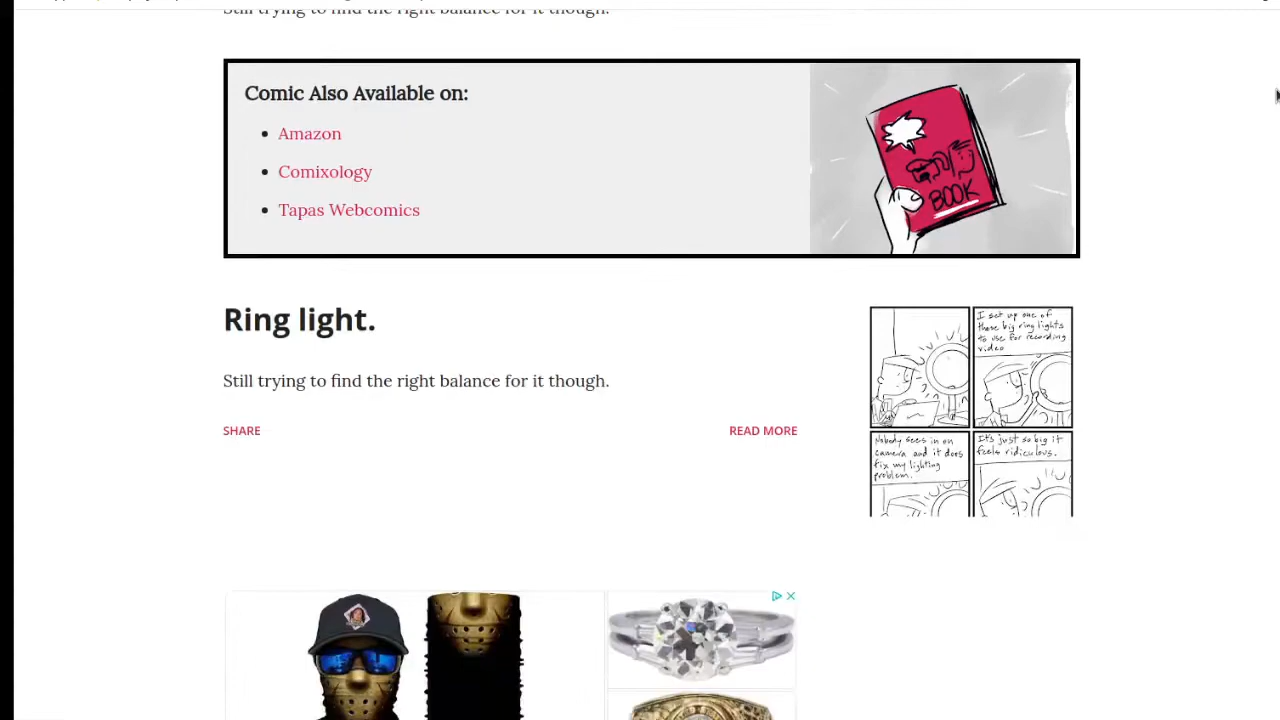 Still trying to find the right balance for it though.
Comic Also Available on:
Amazon
Comixology
Tapas Webcomics
BOOK
Ring light.
Still trying to find the right balance for it though.
SHARE
READ MORE
I set up one of
those big ring lights
to use for recording
video
Nobody sees in on
camera and it does
fix my lighting
problem.
It's just so big it
feels ridiculous.